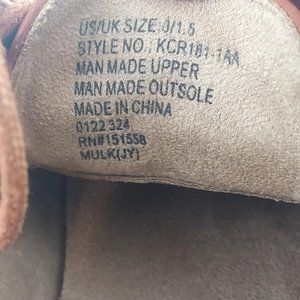 US/UK SIZE 3/1.5
STYLE NO.: KCR181-1AA
MAN MADE UPPER
MAN MADE OUTSOLE
MADE IN CHINA
0122 324
RN#151558
MULK(JY)